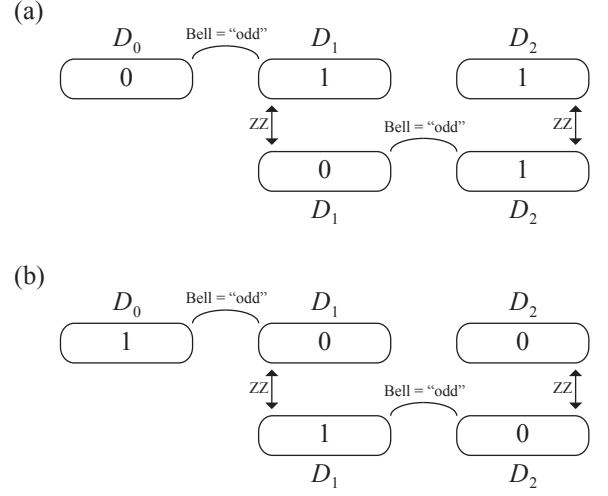 (a)
D₀ Bell = “odd” D₁ D₂
0 1 1
ZZ Bell = “odd” ZZ
0 1
D₁ D₂
(b)
D₀ Bell = “odd” D₁ D₂
1 0 0
ZZ Bell = “odd” ZZ
1 0
D₁ D₂